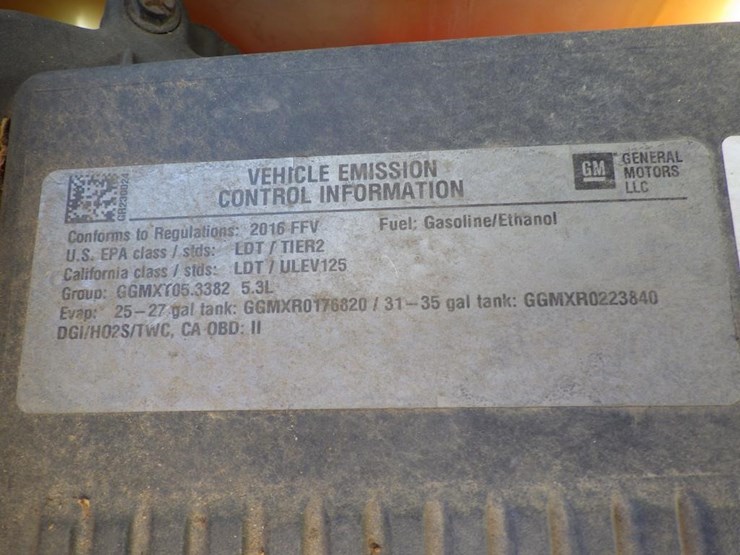 VEHICLE EMISSION
CONTROL INFORMATION
GM GENERAL
MOTORS
LLC
Conforms to Regulations: 2016 FFV Fuel: Gasoline/Ethanol
U.S. EPA class / stds: LDT / TIER2
California class / stds: LDT / ULEV125
Group: GGMXT05.3382 5.3L
Evap: 25-27 gal tank: GGMXR0176820 / 31-35 gal tank: GGMXR0223840
DGI/HO2S/TWC, CA OBD: II